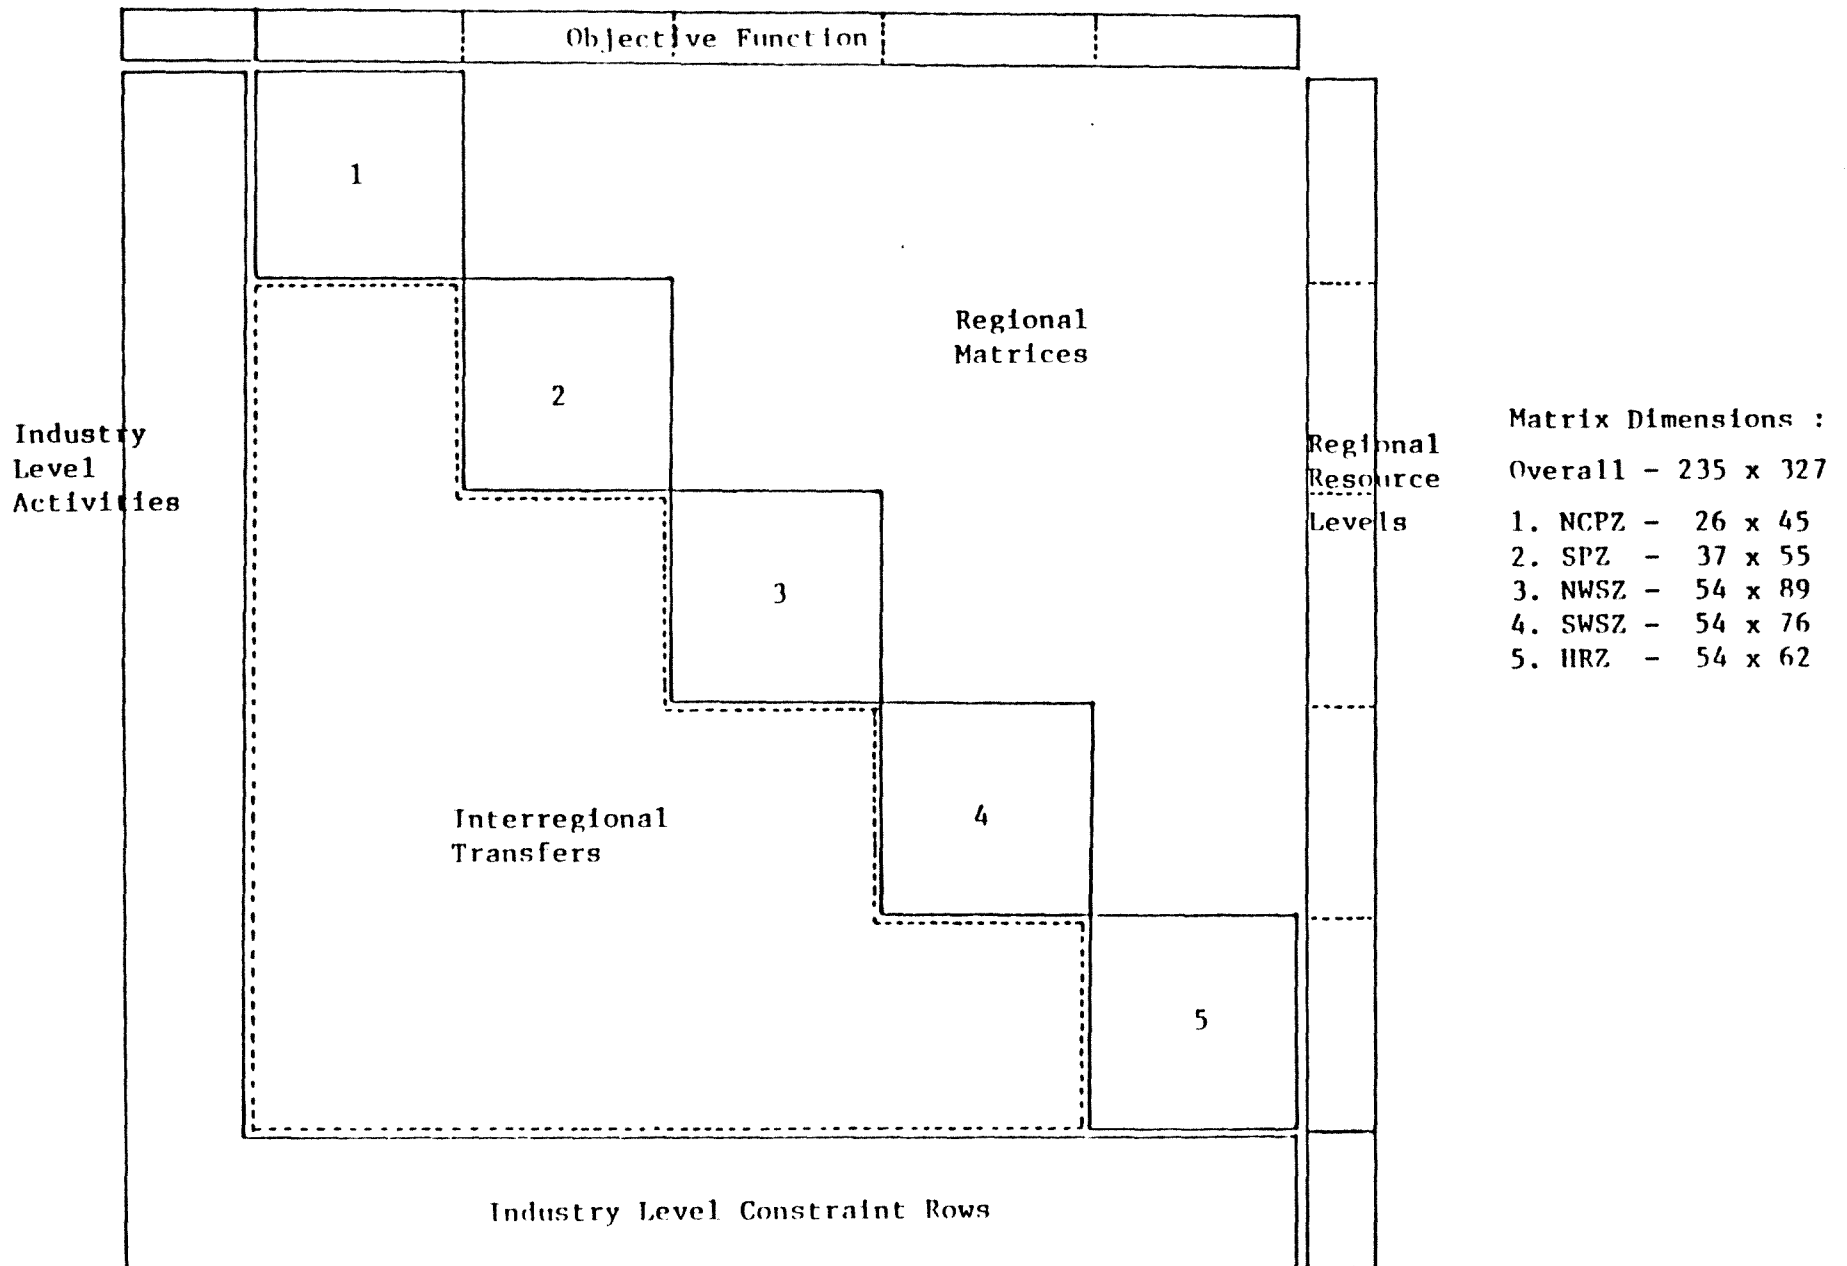 Objective Function
1
Regional
Matrices
2
Industry
Level
Activities
Regional
Resource
Levels
Matrix Dimensions :
Overall - 235 x 327
1. NCPZ - 26 x 45
2. SPZ - 37 x 55
3. NWSZ - 54 x 89
4. SWSZ - 54 x 76
5. HRZ - 54 x 62
3
Interregional
Transfers
4
5
Industry Level Constraint Rows